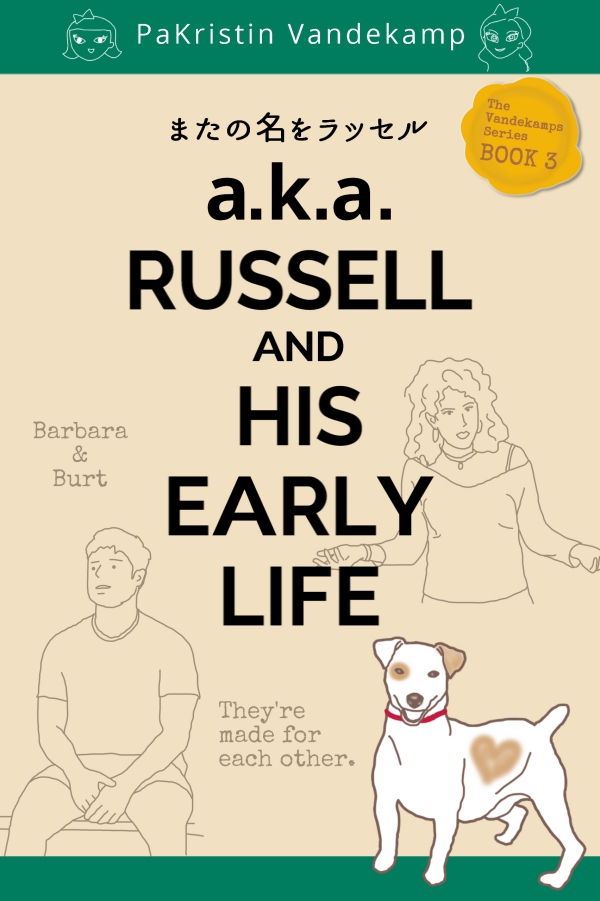 PaKristin Vandekamp
またの名をラッセル
The
Vandekamps
Series
BOOK 3
a.k.a.
RUSSELL
AND
HIS
EARLY
LIFE
Barbara
&
Burt
They're
made for
each other.